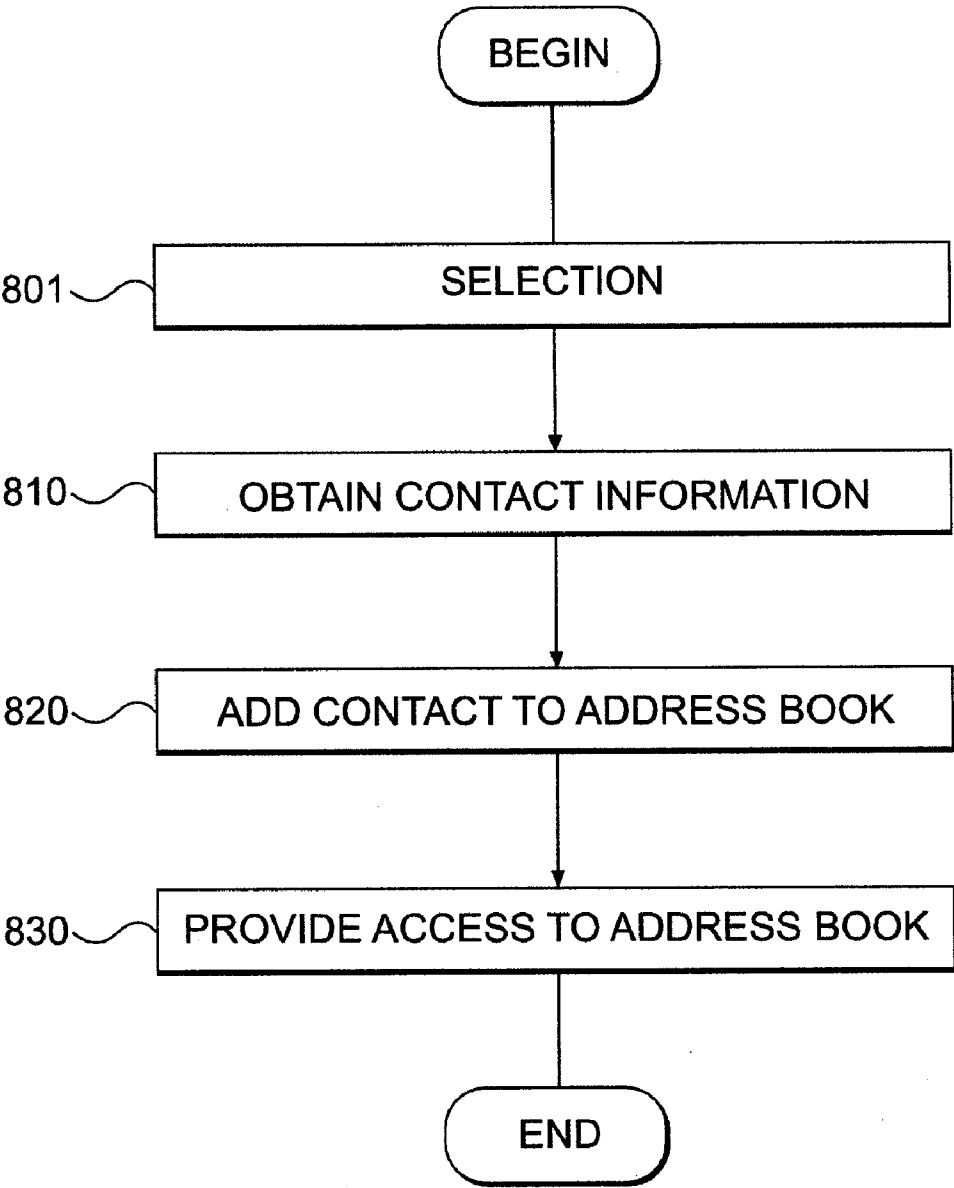 BEGIN
801 SELECTION
810 OBTAIN CONTACT INFORMATION
820 ADD CONTACT TO ADDRESS BOOK
830 PROVIDE ACCESS TO ADDRESS BOOK
END